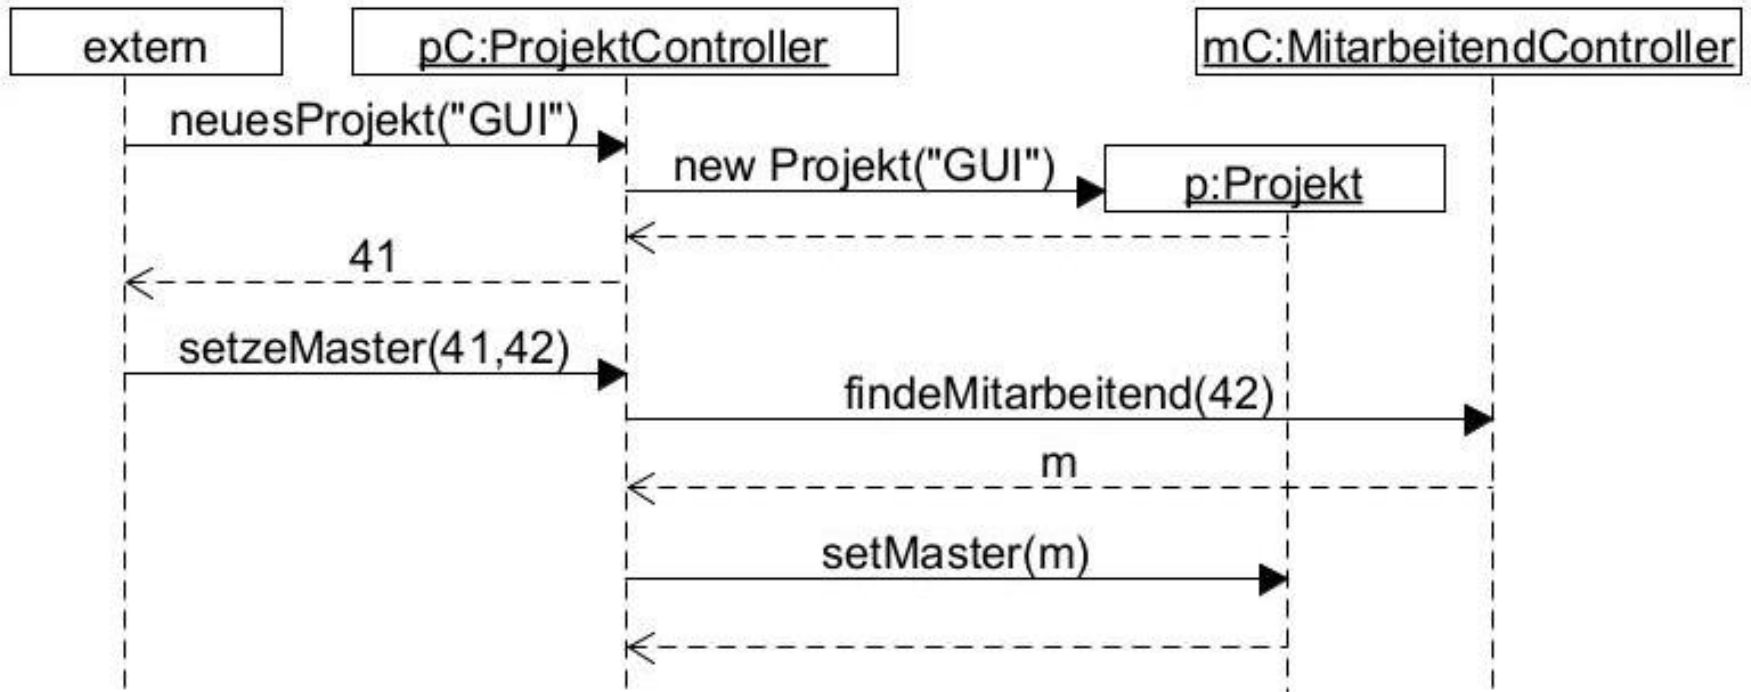 extern
pC:ProjektController
mC:MitarbeitendController
neuesProjekt("GUI")
new Projekt("GUI")
p:Projekt
41
setzeMaster(41,42)
findeMitarbeitend(42)
m
setMaster(m)